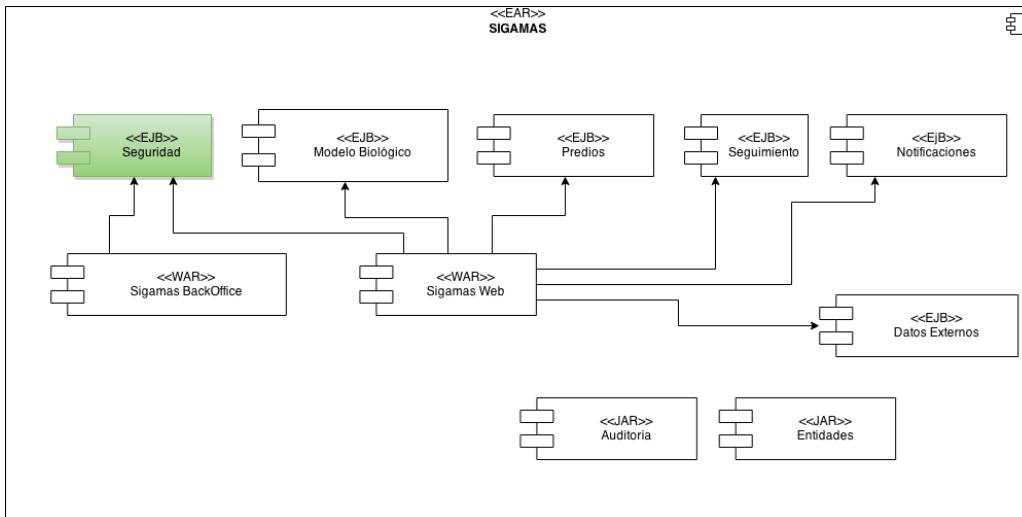 <<EAR>>
SIGAMAS
<<EJB>>
Seguridad
<<EJB>>
Modelo Biológico
<<EJB>>
Predios
<<EJB>>
Seguimiento
<<EjB>>
Notificaciones
<<WAR>>
Sigamas BackOffice
<<WAR>>
Sigamas Web
<<EJB>>
Datos Externos
<<JAR>>
Auditoria
<<JAR>>
Entidades